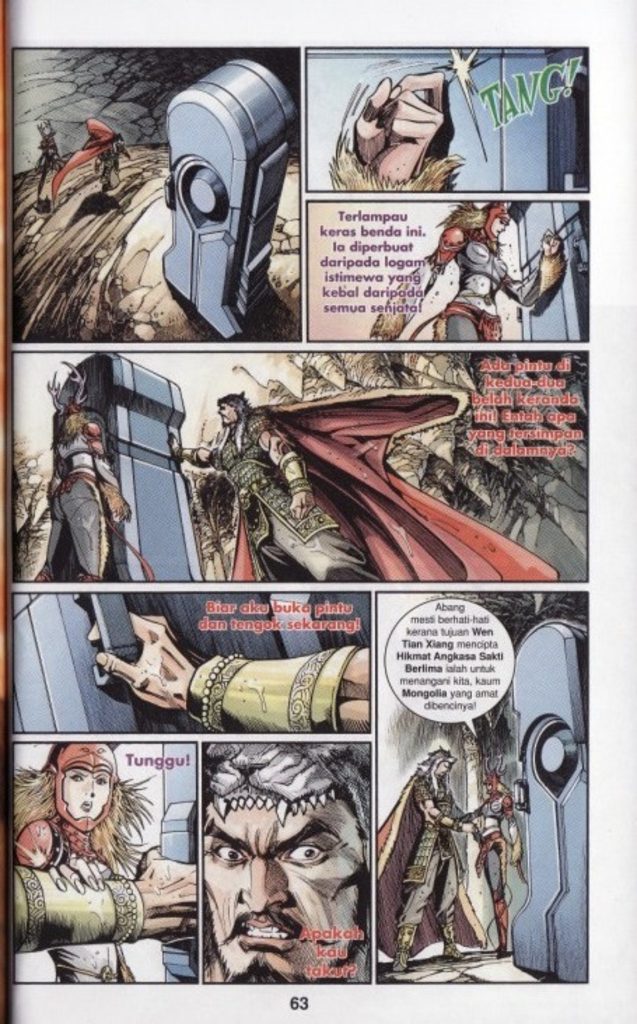 TANG!
Terlampau
keras benda ini.
Ia diperbuat
daripada logam
istimewa yang
kebal daripada
semua senjata!
Ada pintu di
kedua-dua
belah keranda
ini! Entah apa
yang tersimpan
di dalamnya?
Biar aku buka pintu
dan tengok sekarang!
Abang
mesti berhati-hati
kerana tujuan Wen
Tian Xiang mencipta
Hikmat Angkasa Sakti
Berlima ialah untuk
menangani kita, kaum
Mongolia yang amat
dibencinya!
Tunggu!
Apakah
kau
takut?
63